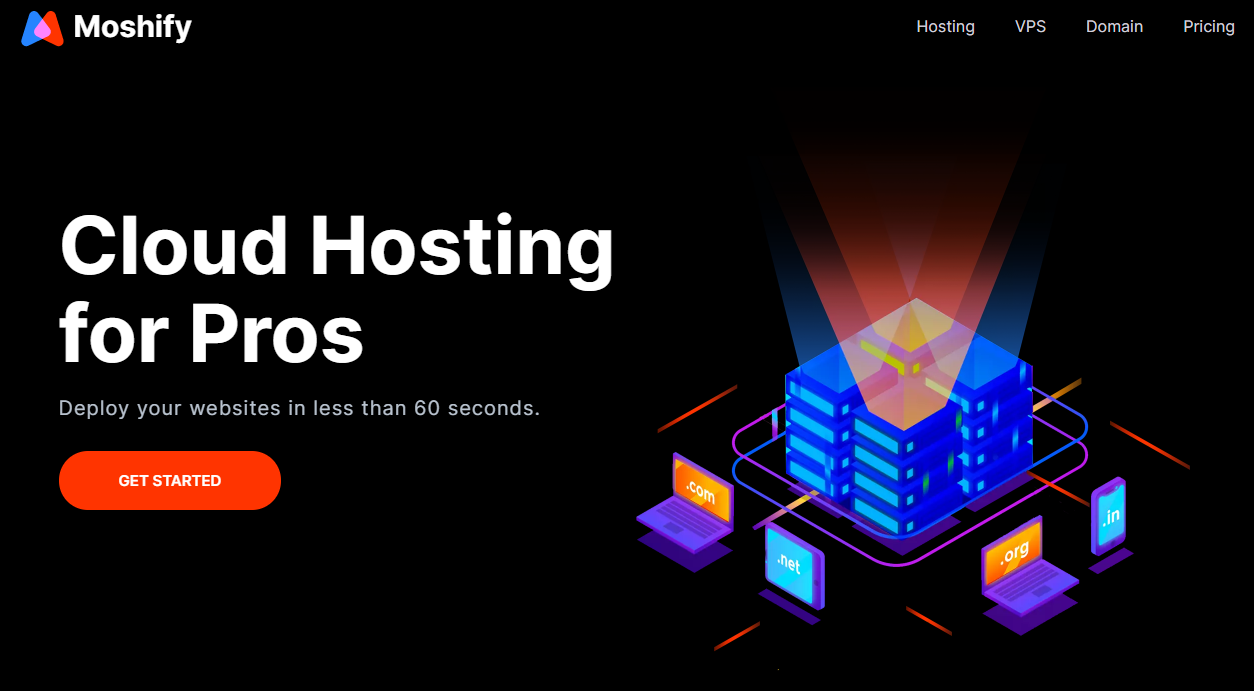 Moshify
Hosting VPS Domain Pricing
Cloud Hosting
for Pros
Deploy your websites in less than 60 seconds.
GET STARTED
.com
.net
.org
.in